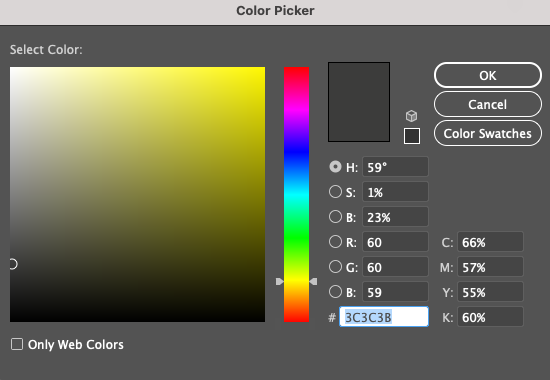 Color Picker
Select Color:
OK
Cancel
Color Swatches
H: 59°
S: 1%
B: 23%
R: 60 C: 66%
G: 60 M: 57%
B: 59 Y: 55%
# 3C3C3B K: 60%
Only Web Colors